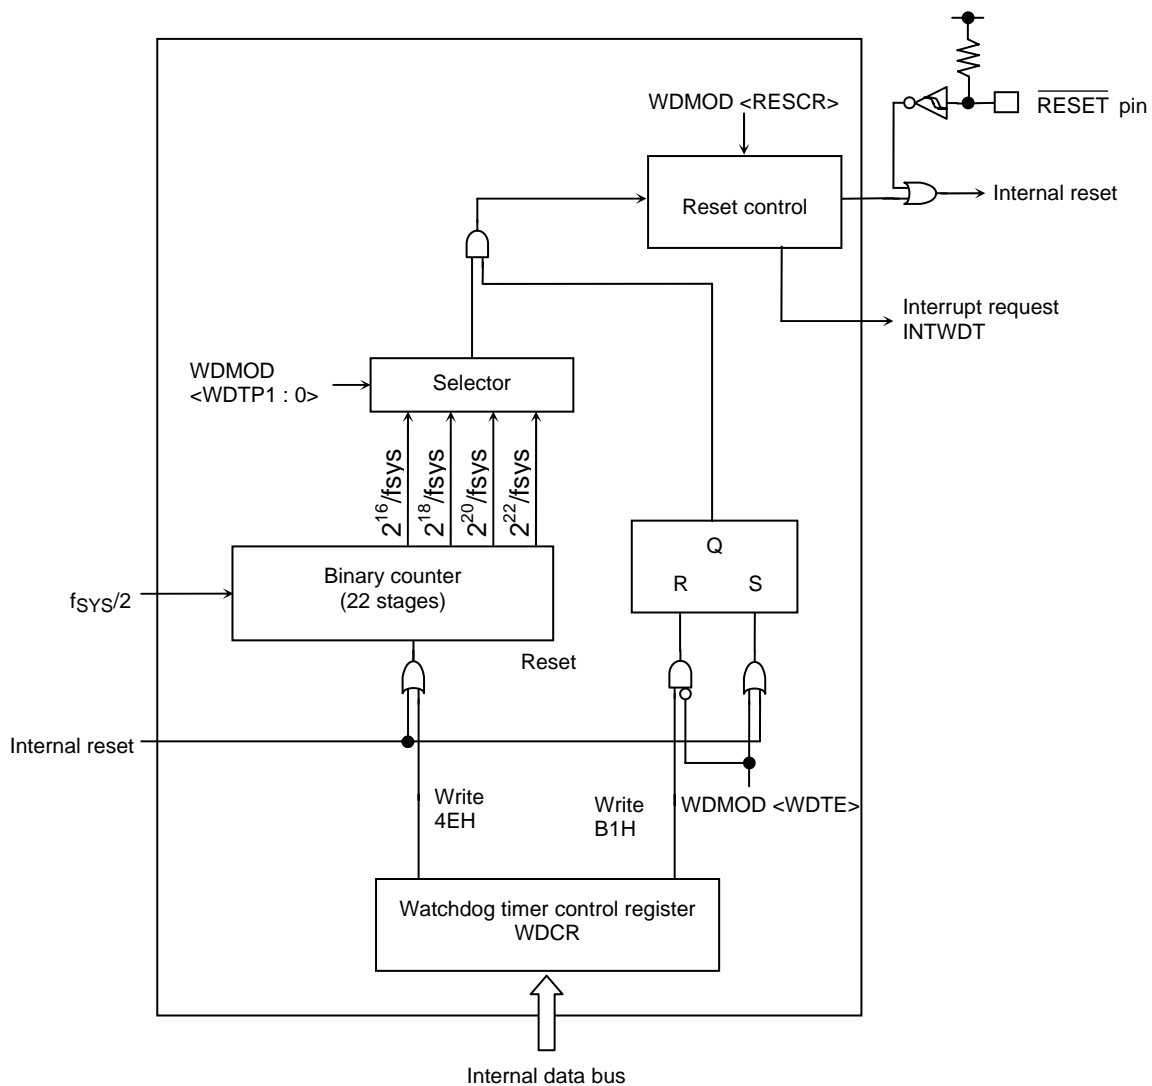 WDMOD <RESCR>
RESET pin
Reset control
Internal reset
Interrupt request
INTWDT
WDMOD
<WDTP1 : 0>
Selector
2^16/fsys
2^18/fsys
2^20/fsys
2^22/fsys
Q
R S
Binary counter
(22 stages)
fSYS/2
Reset
Internal reset
Write
4EH
Write
B1H
WDMOD <WDTE>
Watchdog timer control register
WDCR
Internal data bus